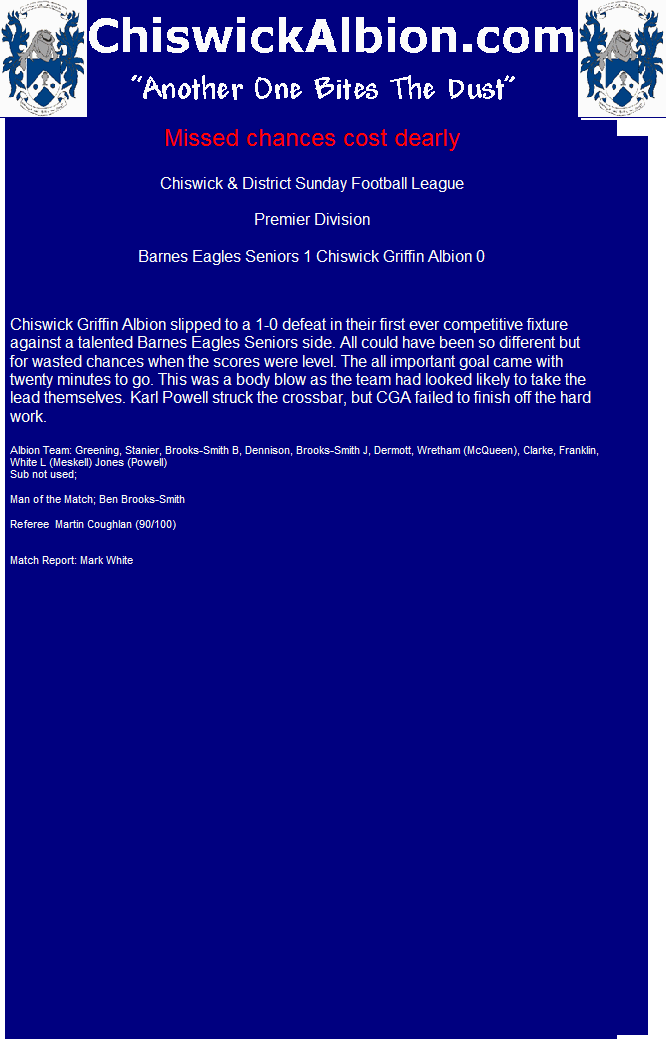 ChiswickAlbion.com
"Another One Bites The Dust"
Missed chances cost dearly
Chiswick & District Sunday Football League
Premier Division
Barnes Eagles Seniors 1 Chiswick Griffin Albion 0
Chiswick Griffin Albion slipped to a 1-0 defeat in their first ever competitive fixture
against a talented Barnes Eagles Seniors side. All could have been so different but
for wasted chances when the scores were level. The all important goal came with
twenty minutes to go. This was a body blow as the team had looked likely to take the
lead themselves. Karl Powell struck the crossbar, but CGA failed to finish off the hard
work.
Albion Team: Greening, Stanier, Brooks-Smith B, Dennison, Brooks-Smith J, Dermott, Wretham (McQueen), Clarke, Franklin,
White L (Meskell) Jones (Powell)
Sub not used;
Man of the Match; Ben Brooks-Smith
Referee Martin Coughlan (90/100)
Match Report: Mark White